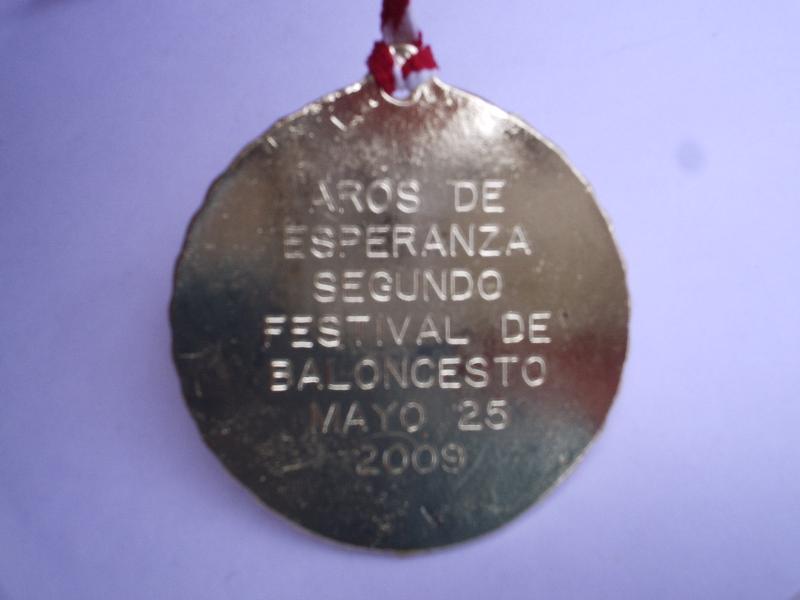 AROS DE
ESPERANZA
SEGUNDO
FESTIVAL DE
BALONCESTO
MAYO 25
2009